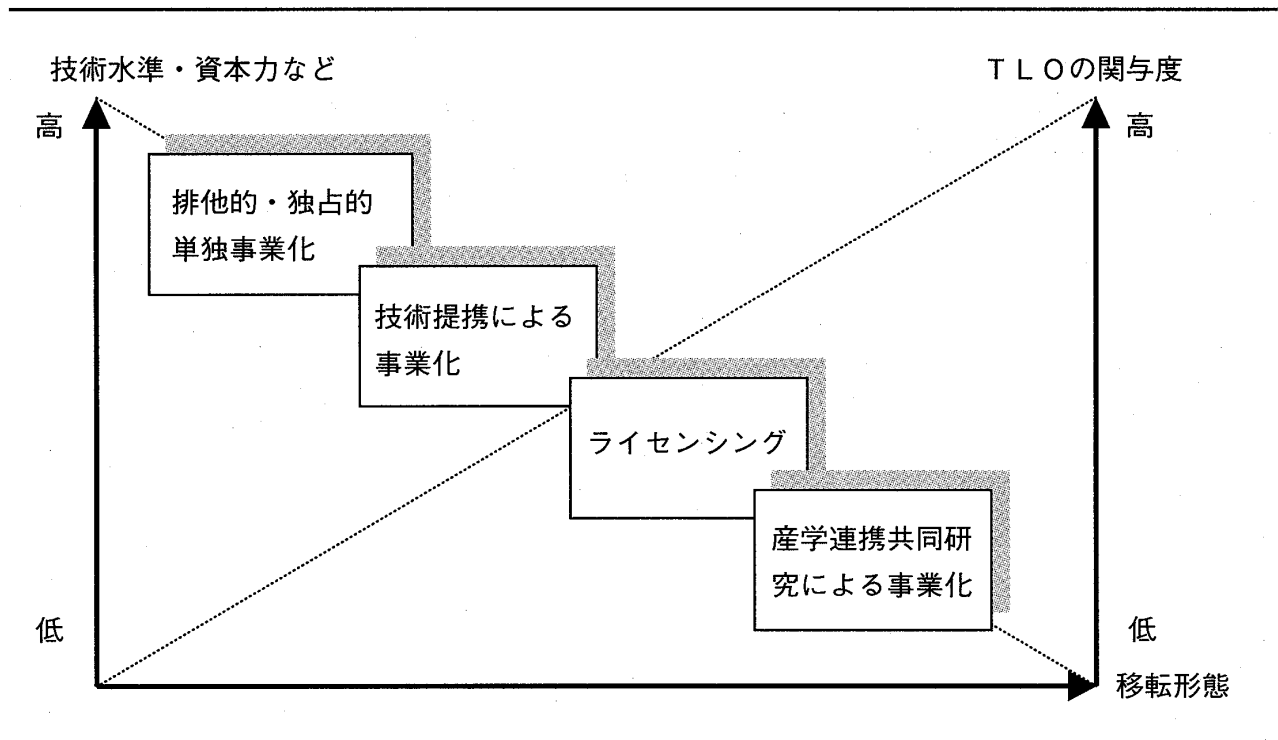 技術水準・資本力など
TLOの関与度
高
高
排他的・独占的
単独事業化
技術提携による
事業化
ライセンシング
産学連携共同研
究による事業化
低
低
移転形態